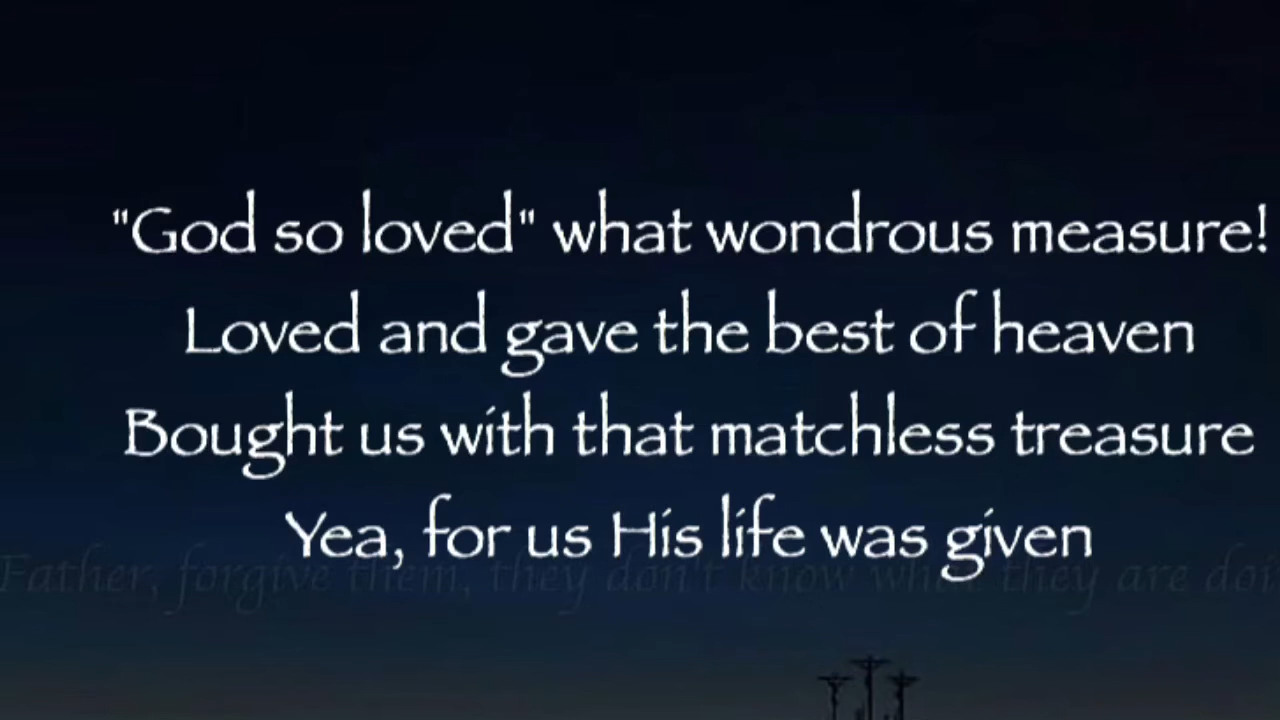 "God so loved" what wondrous measure!
Loved and gave the best of heaven
Bought us with that matchless treasure
Yea, for us His life was given
Father, forgive them, they don't know what they are